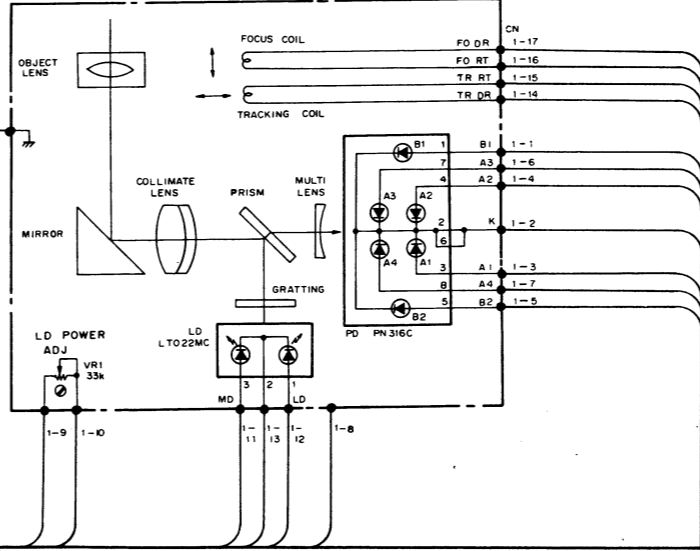 CN
FOCUS COIL
FO DR 1-17
FO RT 1-16
OBJECT
LENS
TR RT 1-15
TR DR 1-14
TRACKING COIL
B1 1 B1 1-1
7 A3 1-6
4 A2 1-4
COLLIMATE
LENS
PRISM
MULTI
LENS
A3 A2
MIRROR
2 K 1-2
6
A4 A1
3 A1 1-3
8 A4 1-7
5 B2 1-5
B2
GRATTING
PD PN316C
LD
LT022MC
LD POWER
ADJ
VR1
33k
3 2 1
MD LD
1-9 1-10
1-
11
1-
13
1-
12
1-8